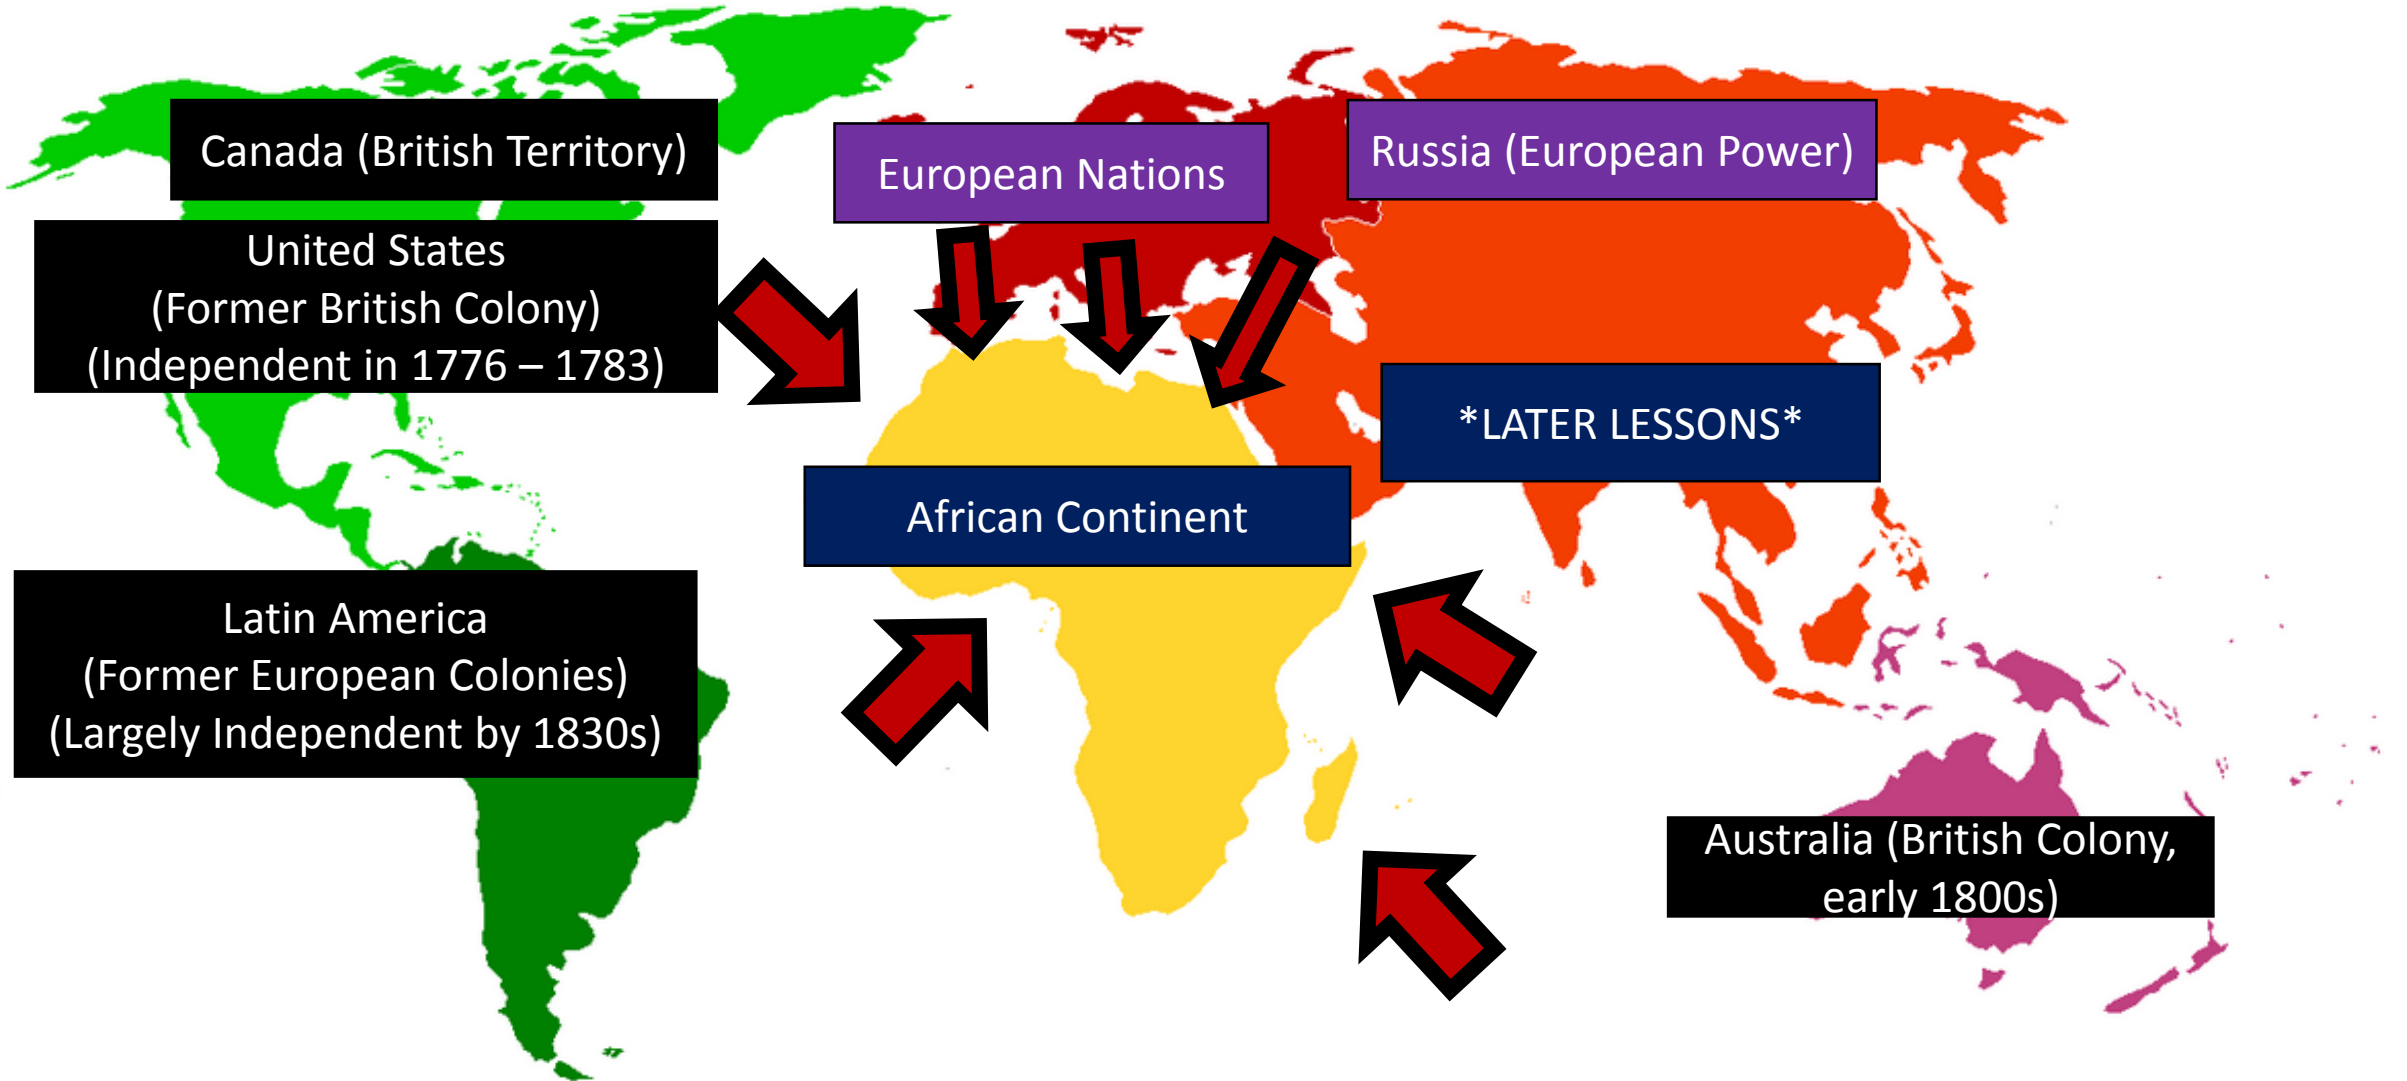 Canada (British Territory)
European Nations
Russia (European Power)
United States
(Former British Colony)
(Independent in 1776 – 1783)
*LATER LESSONS*
African Continent
Latin America
(Former European Colonies)
(Largely Independent by 1830s)
Australia (British Colony,
early 1800s)